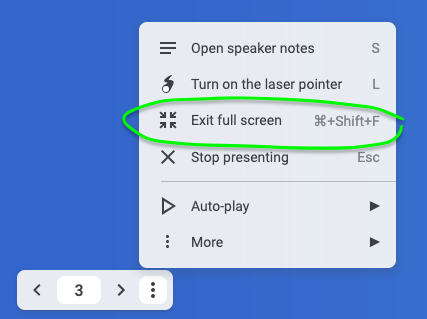 Open speaker notes S
Turn on the laser pointer L
Exit full screen ⌘+Shift+F
Stop presenting Esc
Auto-play
More
3